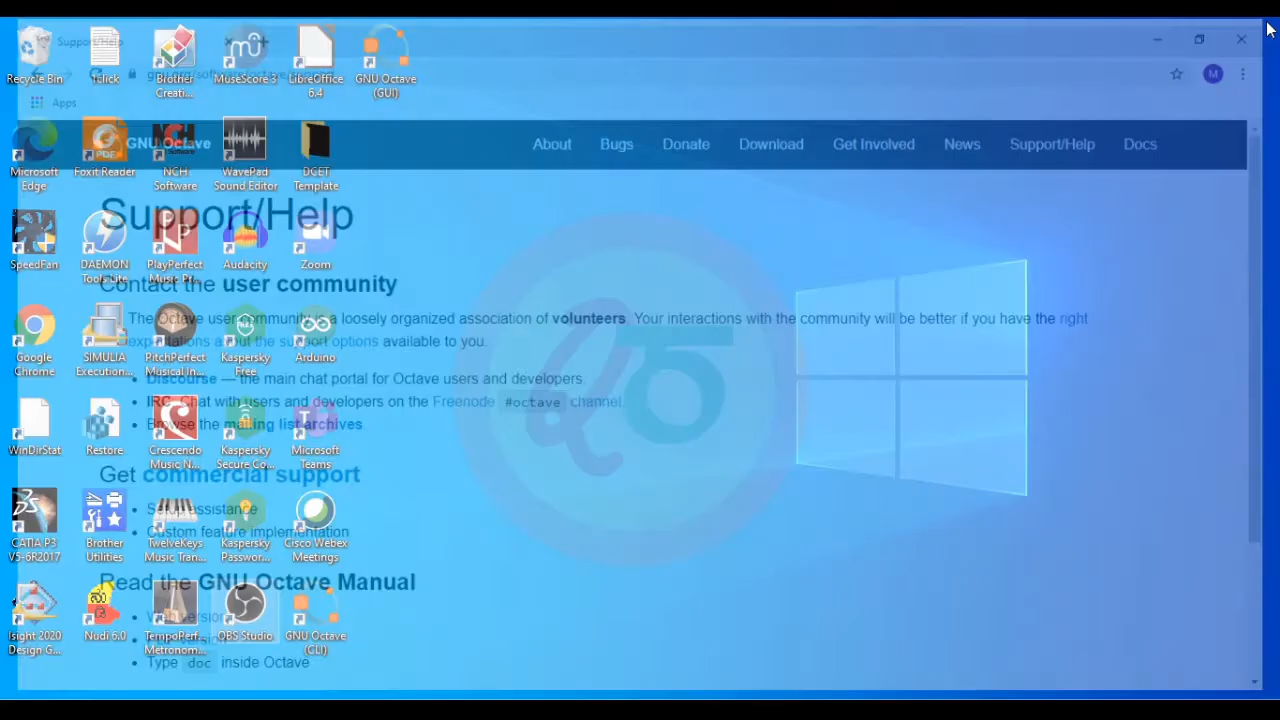 Support/Help
M
Apps
GNU Octave
About
Bugs
Donate
Download
Get Involved
News
Support/Help
Docs
Support/Help
Contact the user community
The Octave user community is a loosely organized association of volunteers. Your interactions with the community will be better if you have the right
expectations about the support options available to you.
Discourse — the main chat portal for Octave users and developers.
IRC: Chat with users and developers on the Freenode #octave channel.
Browse the mailing list archives.
Get commercial support
Setup assistance
Custom feature implementation
Read the GNU Octave Manual
Web version
Type doc inside Octave
Recycle Bin
1click
Brother
Creati...
MuseScore 3
LibreOffice
6.4
GNU Octave
(GUI)
Microsoft
Edge
Foxit Reader
NCH
Software
WavePad
Sound Editor
DCET
Template
SpeedFan
DAEMON
Tools Lite
PlayPerfect
Music Pr...
Audacity
Zoom
Google
Chrome
SIMULIA
Execution...
PitchPerfect
Musical In...
Kaspersky
Free
Arduino
WinDirStat
Restore
Crescendo
Music N...
Kaspersky
Secure Co...
Microsoft
Teams
CATIA P3
V5-6R2017
Brother
Utilities
TwelveKeys
Music Tran...
Kaspersky
Passwor...
Cisco Webex
Meetings
Isight 2020
Design G...
Nudi 6.0
TempoPerf...
Metronom...
OBS Studio
GNU Octave
(CLI)